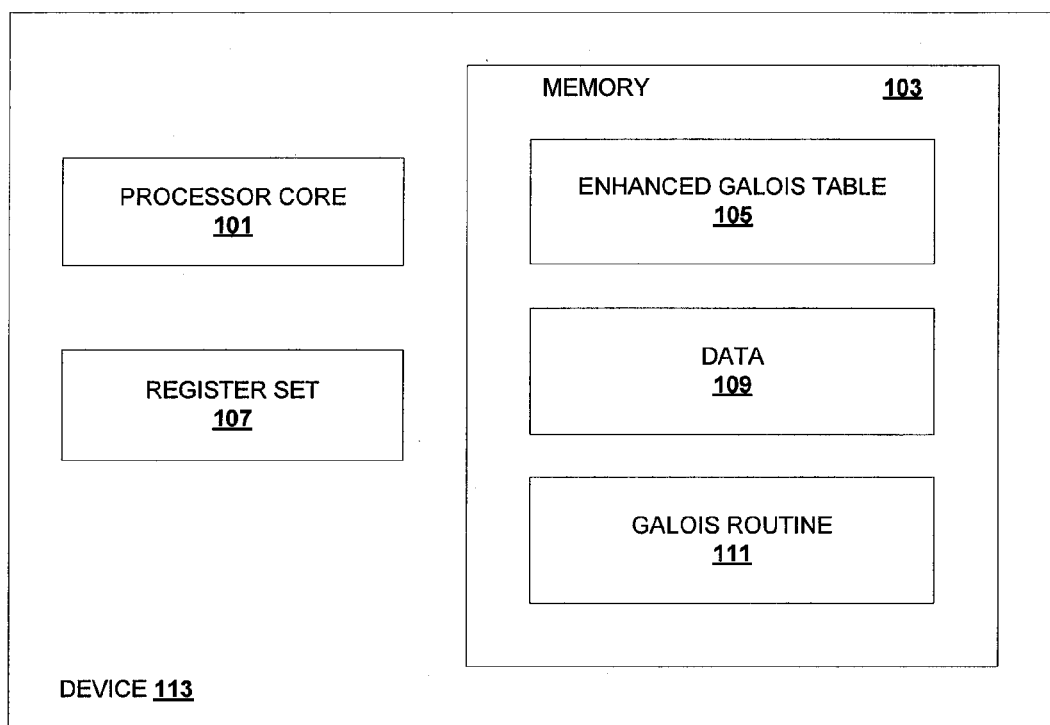 MEMORY 103
PROCESSOR CORE
101
ENHANCED GALOIS TABLE
105
REGISTER SET
107
DATA
109
GALOIS ROUTINE
111
DEVICE 113